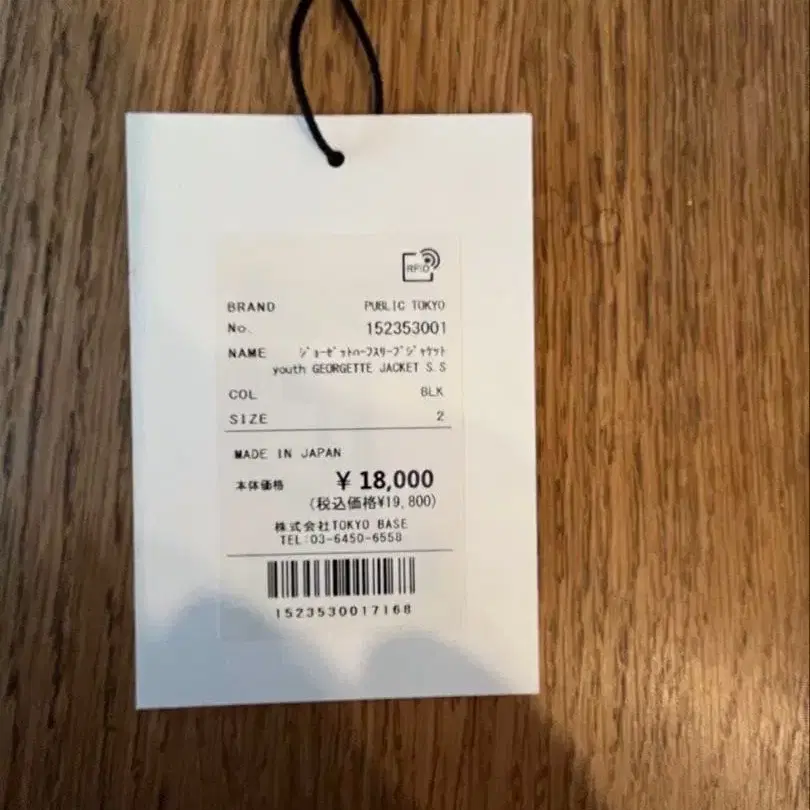 RFID
BRAND PUBLIC TOKYO
No. 152353001
NAME ｼﾞｮｰｾﾞｯﾄﾊｰﾌｽﾘｰﾌﾞｼﾞｬｹｯﾄ
youth GEORGETTE JACKET S.S
COL BLK
SIZE 2
MADE IN JAPAN
本体価格 ¥ 18,000
(税込価格¥19,800)
株式会社TOKYO BASE
TEL:03-6450-6558
1523530017168